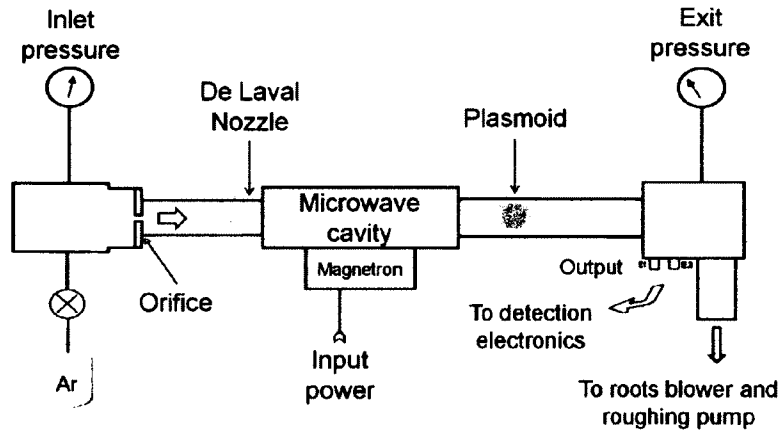 Inlet
pressure
Exit
pressure
De Laval
Nozzle
Plasmoid
Microwave
cavity
Magnetron
Orifice
Output
To detection
electronics
Input
power
Ar
To roots blower and
roughing pump